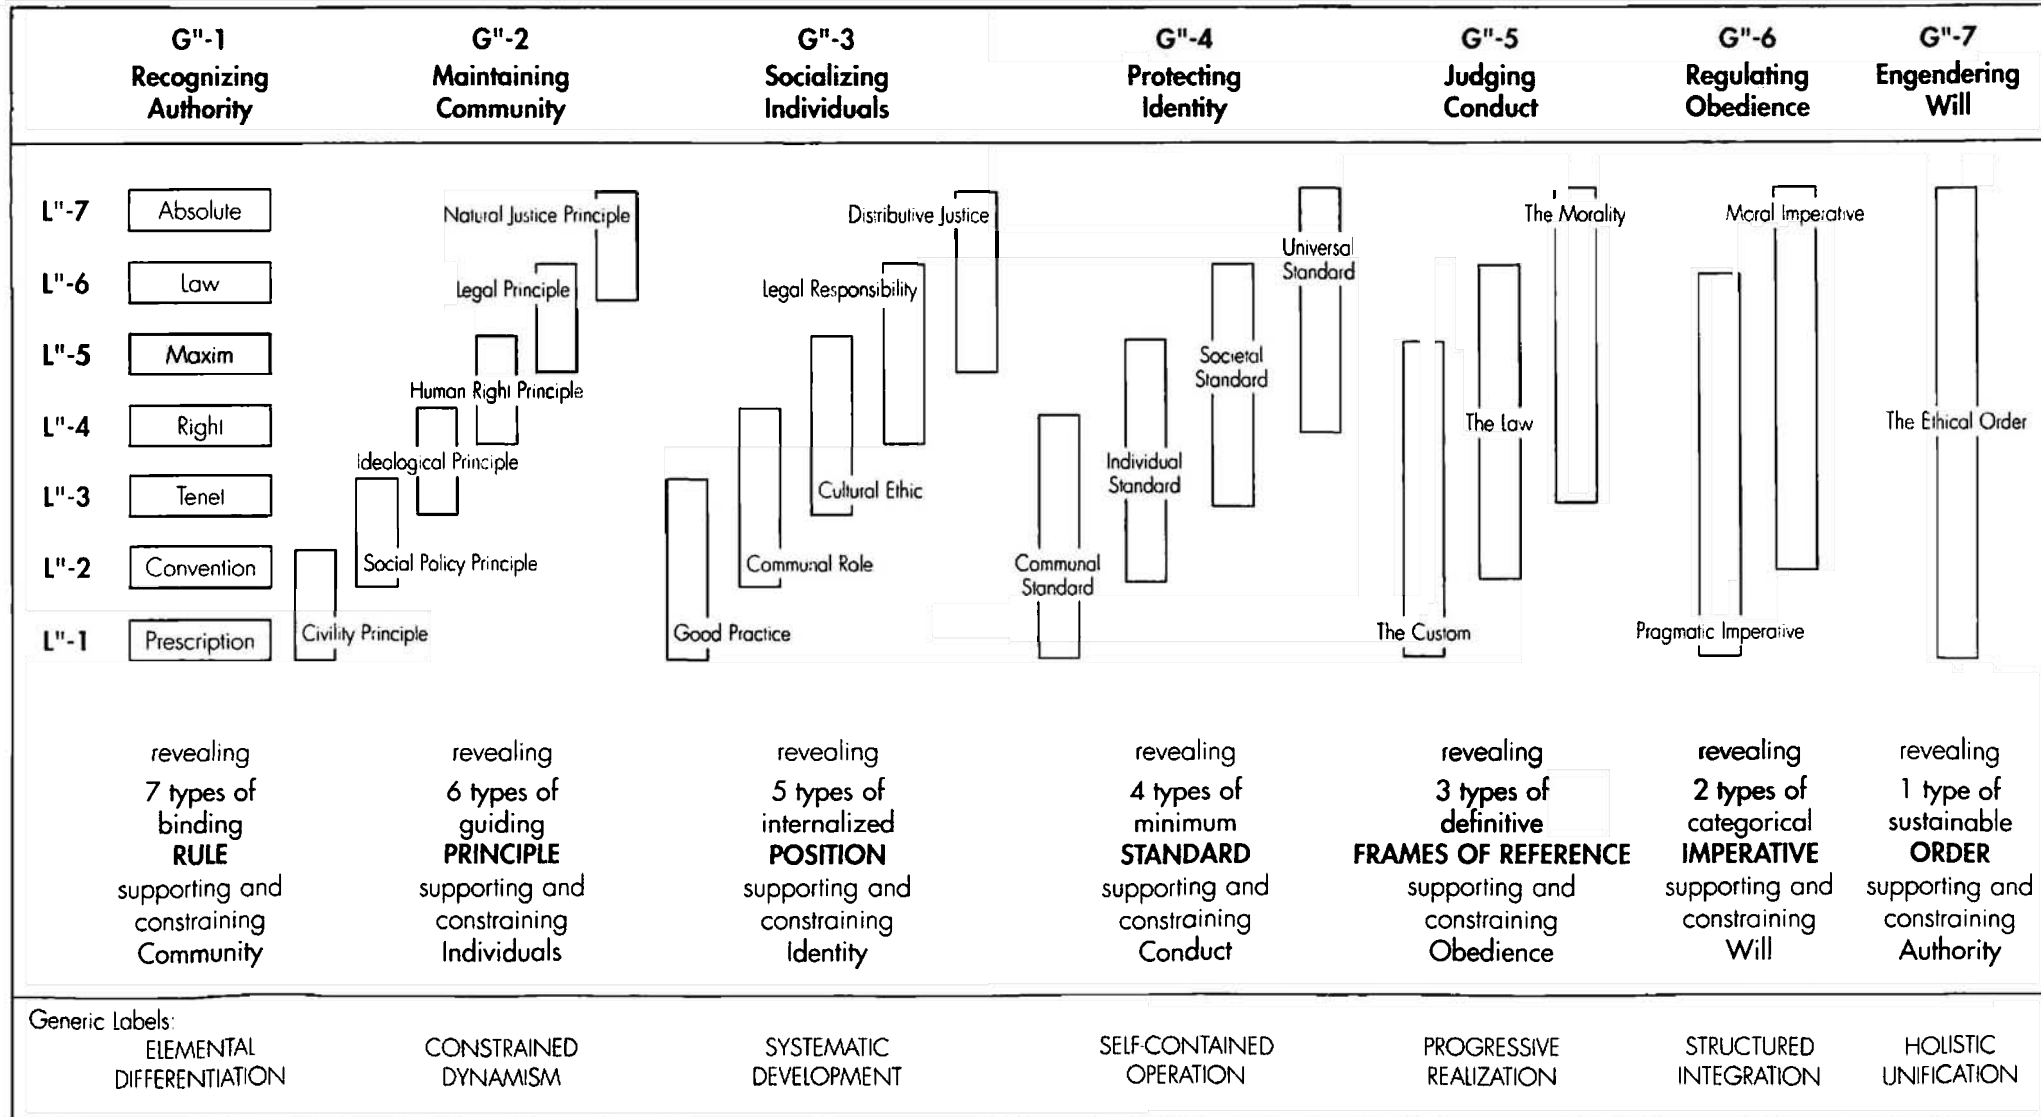 G"-1 G"-2 G"-3 G"-4 G"-5 G"-6 G"-7
Recognizing Maintaining Socializing Protecting Judging Regulating Engendering
Authority Community Individuals Identity Conduct Obedience Will
L"-7 Absolute Natural Justice Principle Distributive Justice The Morality Moral Imperative
Universal
Standard
L"-6 Law Legal Principle Legal Responsibility
L"-5 Maxim Societal
Standard
Human Right Principle
L"-4 Right The Law The Ethical Order
Idealogical Principle Individual
Standard
L"-3 Tenet Cultural Ethic
L"-2 Convention Social Policy Principle Communal Role Communal
Standard
L"-1 Prescription Civility Principle Good Practice The Custom Pragmatic Imperative
revealing revealing revealing revealing revealing revealing revealing
7 types of 6 types of 5 types of 4 types of 3 types of 2 types of 1 type of
binding guiding internalized minimum definitive categorical sustainable
RULE PRINCIPLE POSITION STANDARD FRAMES OF REFERENCE IMPERATIVE ORDER
supporting and supporting and supporting and supporting and supporting and supporting and supporting and
constraining constraining constraining constraining constraining constraining constraining
Community Individuals Identity Conduct Obedience Will Authority
Generic Labels:
ELEMENTAL CONSTRAINED SYSTEMATIC SELF-CONTAINED PROGRESSIVE STRUCTURED HOLISTIC
DIFFERENTIATION DYNAMISM DEVELOPMENT OPERATION REALIZATION INTEGRATION UNIFICATION